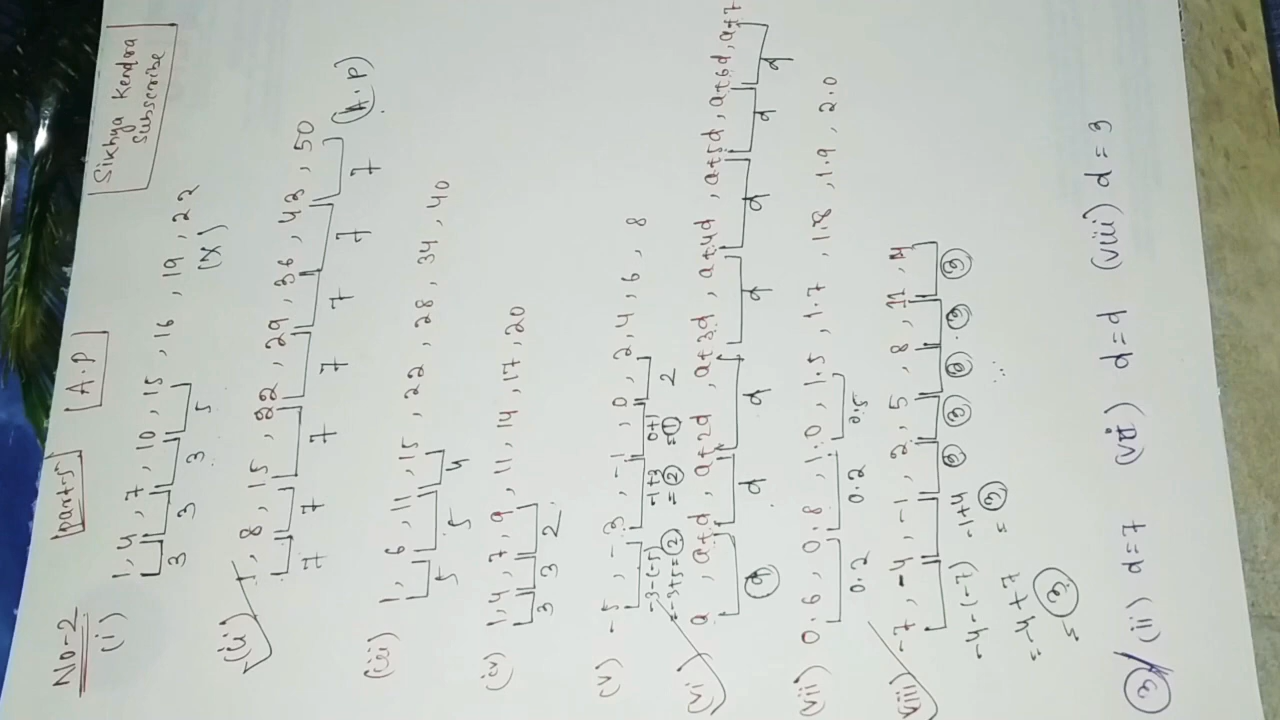 No-2 part-5 A.P Sikhya Kendra Subscribe
(i) 1, 4, 7, 10, 15, 16, 19, 22 (X)
3 3 3 5
(ii) 1, 8, 15, 22, 29, 36, 43, 50 (A.P)
7 7 7 7 7 7 7
(iii) 1, 6, 11, 15, 22, 28, 34, 40
5 5 4
(iv) 1, 4, 7, 9, 11, 14, 17, 20
3 3 2
(v) -5, -3, -1, 0, 2, 4, 6, 8
-3-(-5) -1+3 0+1 2
=-3+5=2 =2 =1
(vi) a, a+d, a+2d, a+3d, a+4d, a+5d, a+6d, a+7
d d d d d d d
(vii) 0.6, 0.8, 1.0, 1.5, 1.7, 1.8, 1.9, 2.0
0.2 0.2 0.5
(viii) -7, -4, -1, 2, 5, 8, 11, 14
-4-(-7) -1+4 3 3 3 3 3
=-4+7 =3
=3
3/ (ii) d=7 (vi) d=d (viii) d=3